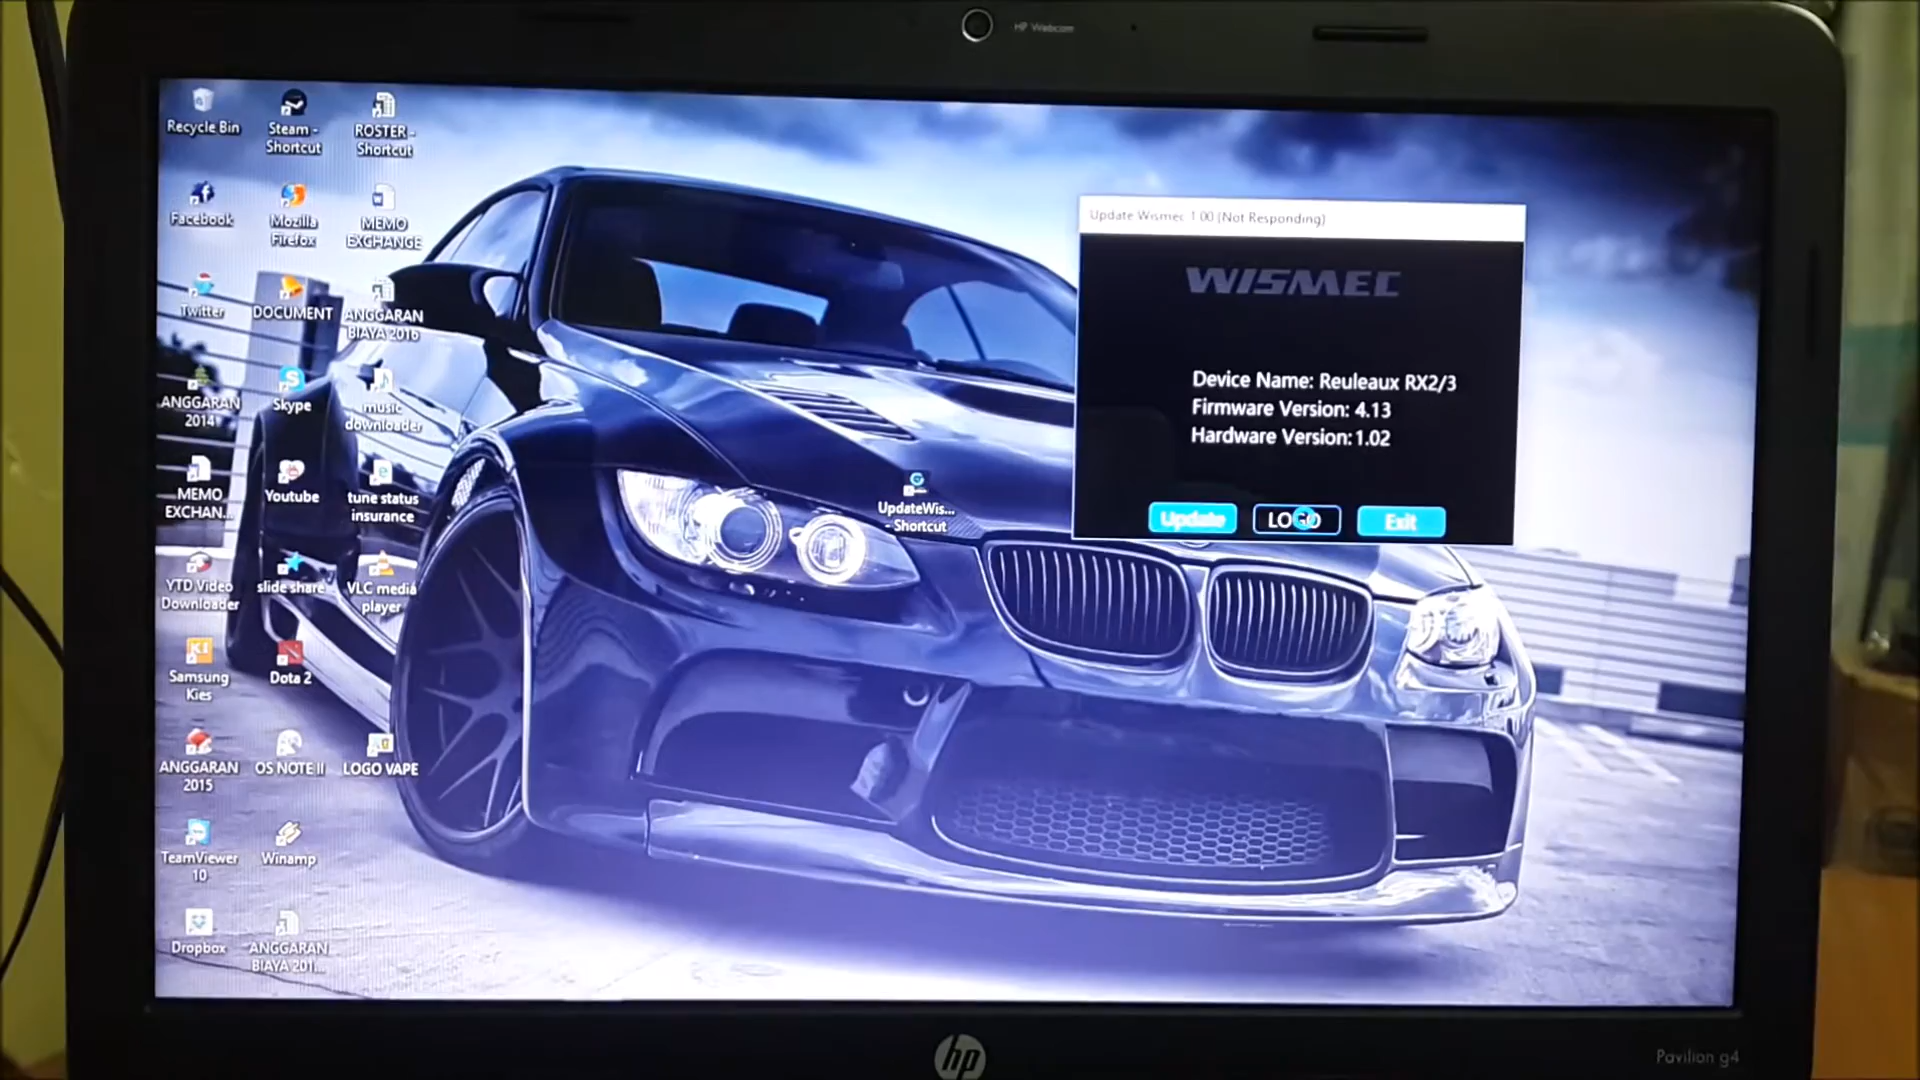 HP Webcam
Recycle Bin
Steam -
Shortcut
ROSTER -
Shortcut
Facebook
Mozilla
Firefox
MEMO
EXCHANGE
Twitter
DOCUMENT
ANGGARAN
BIAYA 2016
ANGGARAN
2014
Skype
music
downloader
MEMO
EXCHAN...
Youtube
tune status
insurance
YTD Video
Downloader
slide share
VLC media
player
Samsung
Kies
Dota 2
ANGGARAN
2015
OS NOTE II
LOGO VAPE
TeamViewer
10
Winamp
Dropbox
ANGGARAN
BIAYA 201...
UpdateWis...
- Shortcut
Update Wismec 1.00 (Not Responding)
WISMEC
Device Name: Reuleaux RX2/3
Firmware Version: 4.13
Hardware Version: 1.02
Update
LOGO
Exit
hp
Pavilion g4